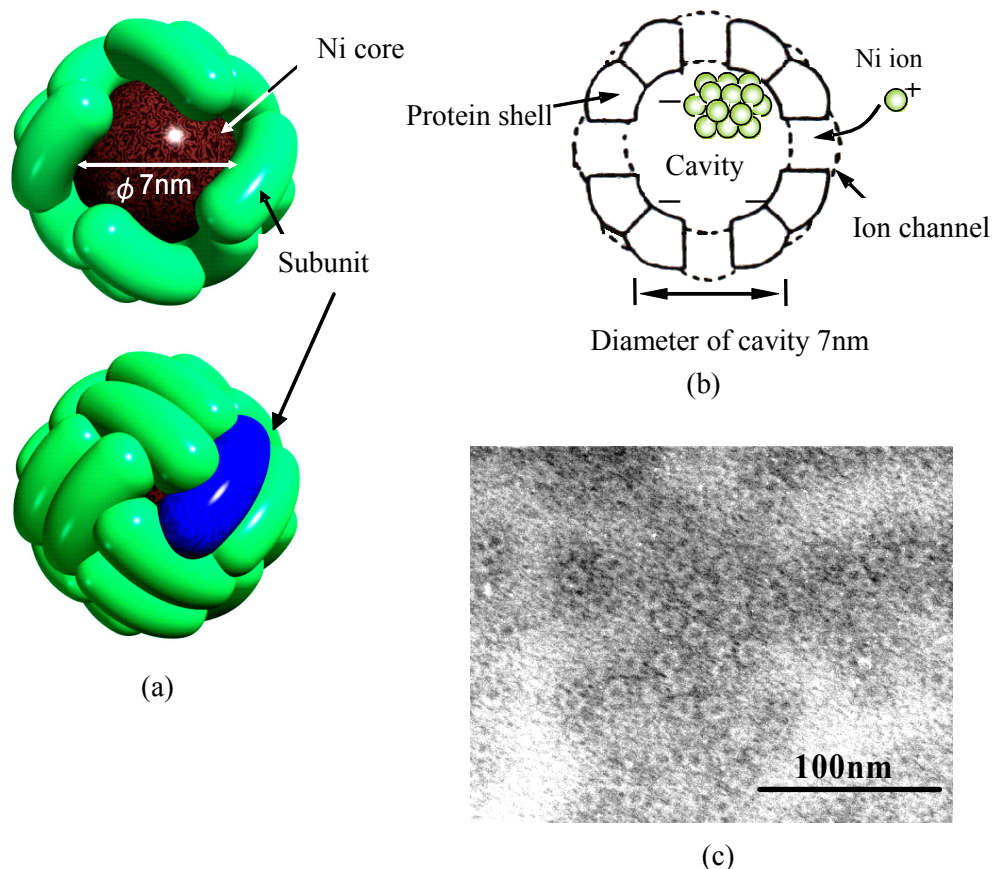 Ni core
ϕ 7nm
Subunit
(a)
Protein shell
Ni ion
+
−
Cavity
− −
Ion channel
Diameter of cavity 7nm
(b)
100nm
(c)